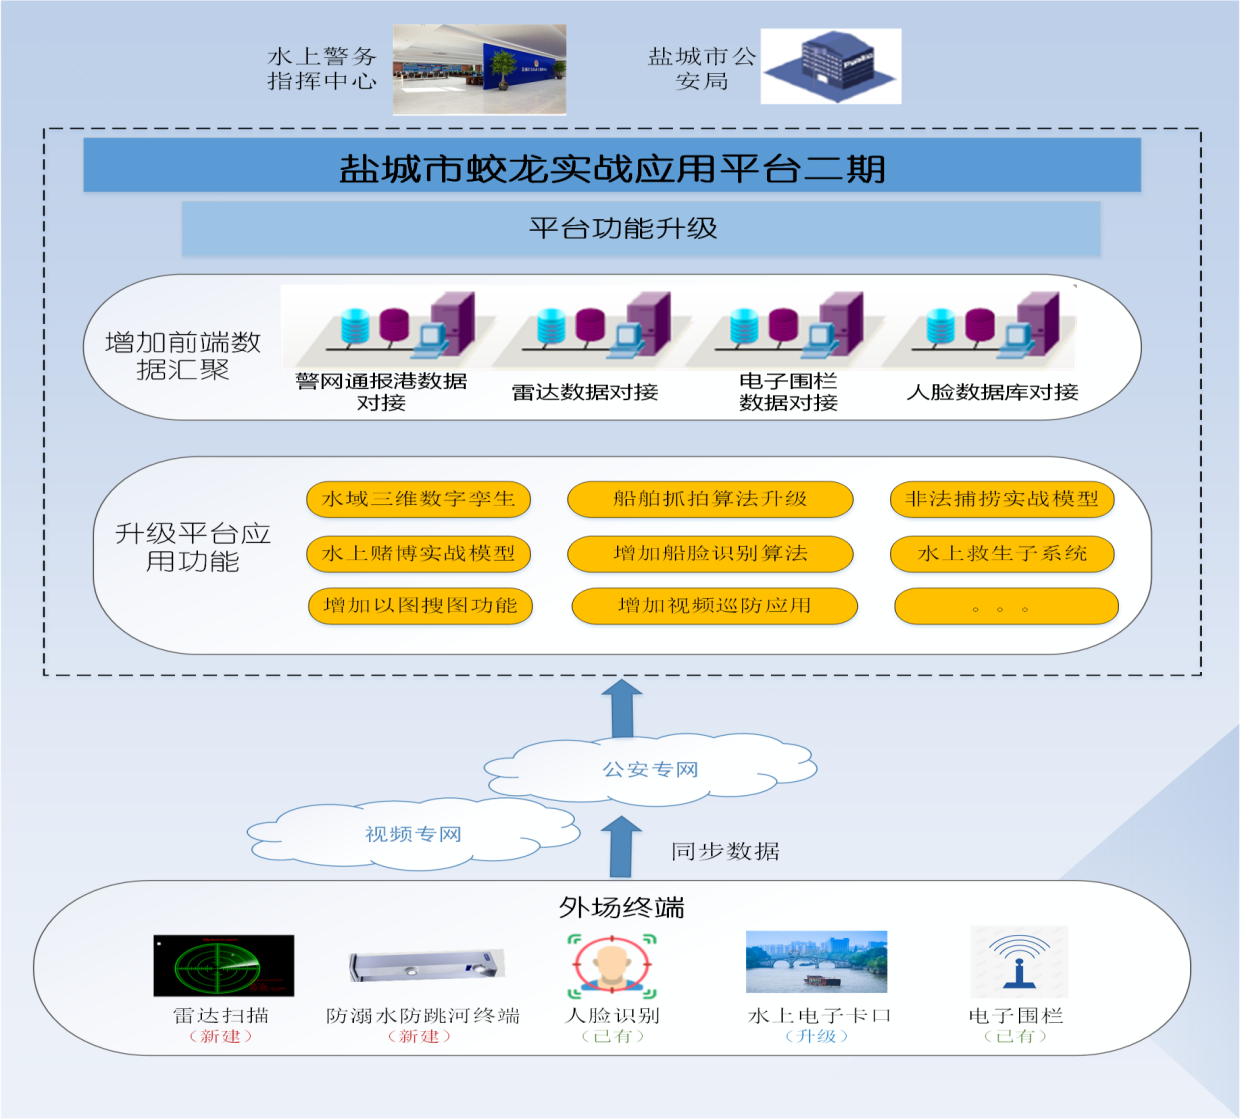 水上警务
指挥中心
盐城市公
安局
盐城市蛟龙实战应用平台二期
平台功能升级
增加前端数
据汇聚
警网通报港数据
对接
雷达数据对接
电子围栏
数据对接
人脸数据库对接
升级平台应
用功能
水域三维数字孪生
船舶抓拍算法升级
非法捕捞实战模型
水上赌博实战模型
增加船脸识别算法
水上救生子系统
增加以图搜图功能
增加视频巡防应用
。。。
公安专网
视频专网
同步数据
外场终端
雷达扫描
（新建）
防溺水防跳河终端
（新建）
人脸识别
（已有）
水上电子卡口
（升级）
电子围栏
（已有）